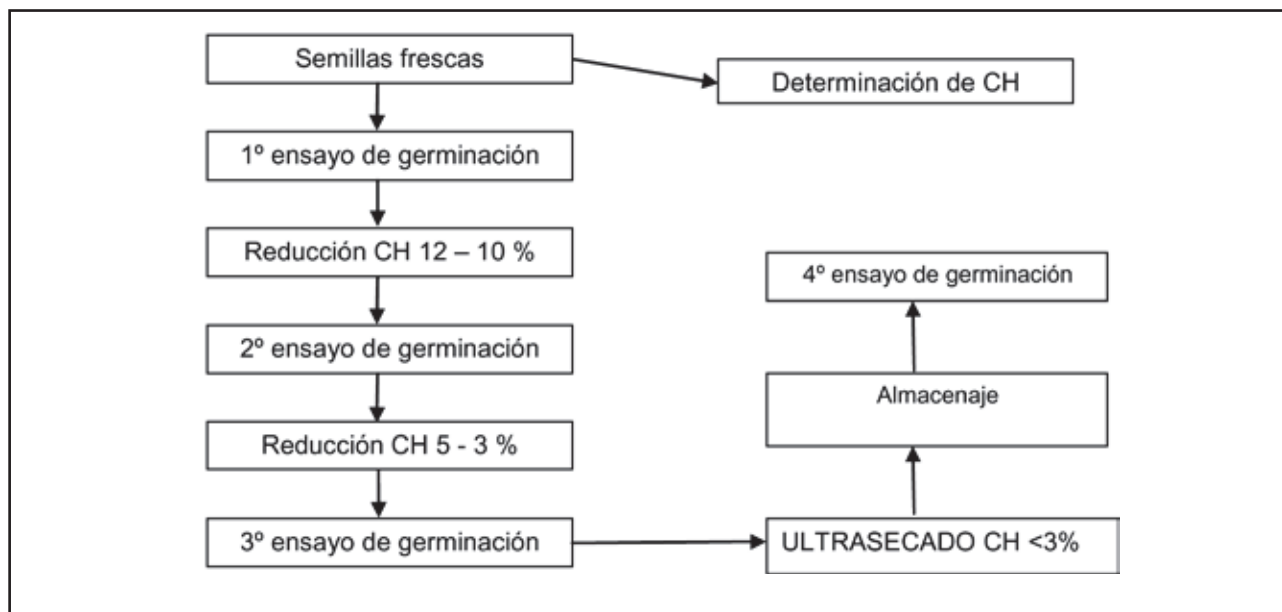 Semillas frescas
Determinación de CH
1º ensayo de germinación
Reducción CH 12 – 10 %
2º ensayo de germinación
Reducción CH 5 - 3 %
3º ensayo de germinación
ULTRASECADO CH <3%
Almacenaje
4º ensayo de germinación